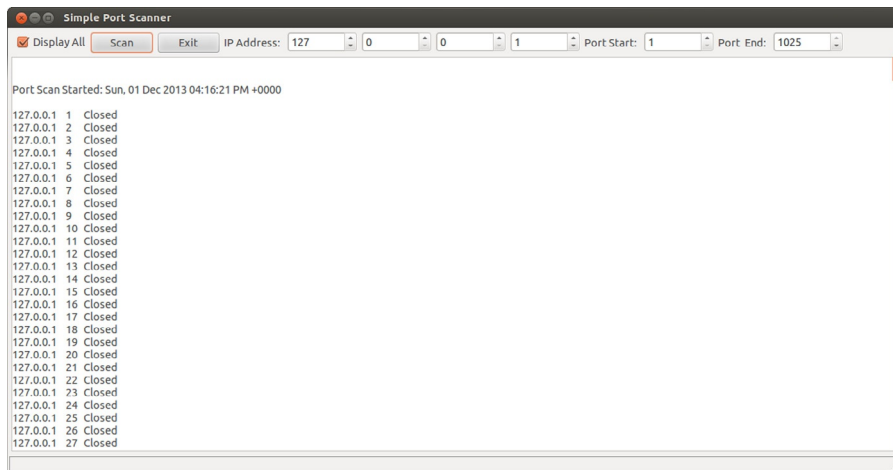 Simple Port Scanner
Display All Scan Exit IP Address: 127 0 0 1 Port Start: 1 Port End: 1025
Port Scan Started: Sun, 01 Dec 2013 04:16:21 PM +0000
127.0.0.1 1 Closed
127.0.0.1 2 Closed
127.0.0.1 3 Closed
127.0.0.1 4 Closed
127.0.0.1 5 Closed
127.0.0.1 6 Closed
127.0.0.1 7 Closed
127.0.0.1 8 Closed
127.0.0.1 9 Closed
127.0.0.1 10 Closed
127.0.0.1 11 Closed
127.0.0.1 12 Closed
127.0.0.1 13 Closed
127.0.0.1 14 Closed
127.0.0.1 15 Closed
127.0.0.1 16 Closed
127.0.0.1 17 Closed
127.0.0.1 18 Closed
127.0.0.1 19 Closed
127.0.0.1 20 Closed
127.0.0.1 21 Closed
127.0.0.1 22 Closed
127.0.0.1 23 Closed
127.0.0.1 24 Closed
127.0.0.1 25 Closed
127.0.0.1 26 Closed
127.0.0.1 27 Closed